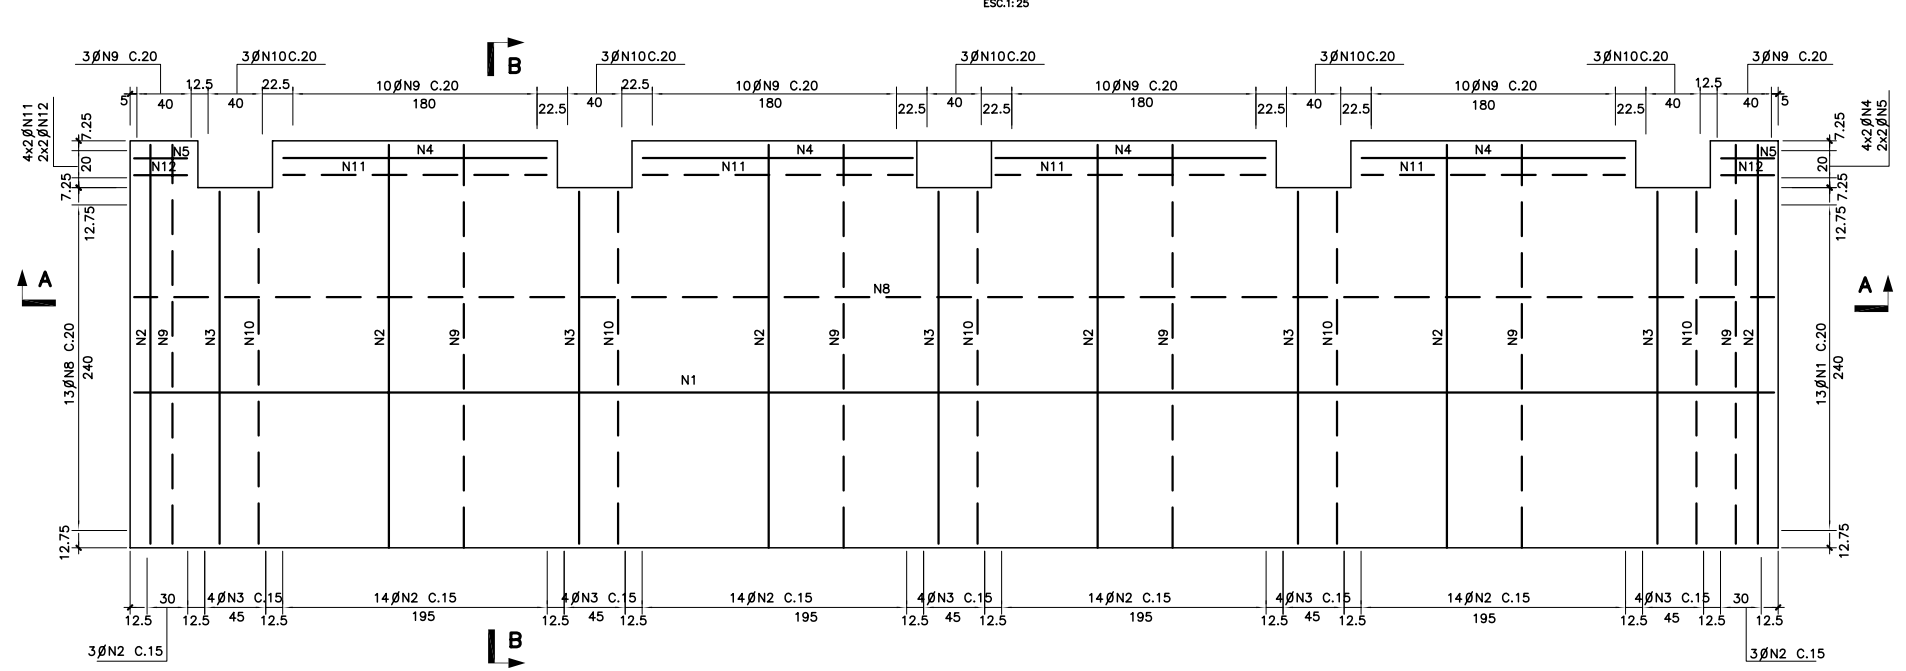 ESC.1:25
3ØN9 C.20
3ØN10C.20
B
3ØN10C.20
3ØN10C.20
3ØN10C.20
3ØN10C.20
3ØN9 C.20
5 40 12.5 40 22.5 10ØN9 C.20 180 22.5 40 22.5 10ØN9 C.20 180 22.5 40 22.5 10ØN9 C.20 180 22.5 40 22.5 10ØN9 C.20 180 22.5 40 12.5 40 5
4x2ØN11
2x2ØN12
7.25
20
7.25
12.75
4x2ØN4
2x2ØN5
7.25
20
7.25
12.75
N5 N4 N4 N4 N4 N5
N12 N11 N11 N11 N11 N12
A
N8
A
N2 N9 N3 N10 N2 N9 N3 N10 N2 N9 N3 N10 N2 N9 N3 N10 N2 N9 N3 N10 N9 N2
13ØN8 C.20
240
13ØN1 C.20
240
N1
12.75
12.75
30 4ØN3 C.15 14ØN2 C.15 4ØN3 C.15 14ØN2 C.15 4ØN3 C.15 14ØN2 C.15 4ØN3 C.15 14ØN2 C.15 4ØN3 C.15 30
12.5 12.5 45 12.5 195 12.5 45 12.5 195 12.5 45 12.5 195 12.5 45 12.5 195 12.5 45 12.5 12.5
B
3ØN2 C.15
3ØN2 C.15